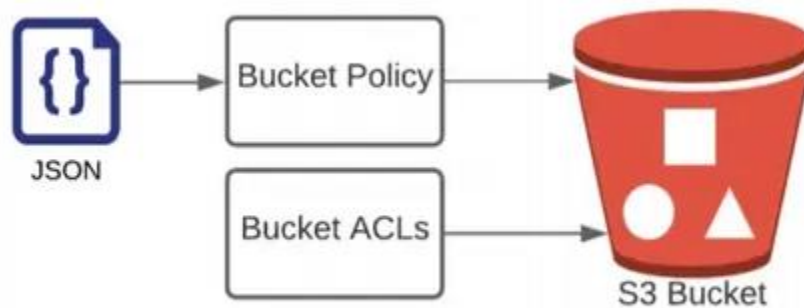 {}
JSON
Bucket Policy
Bucket ACLs
S3 Bucket